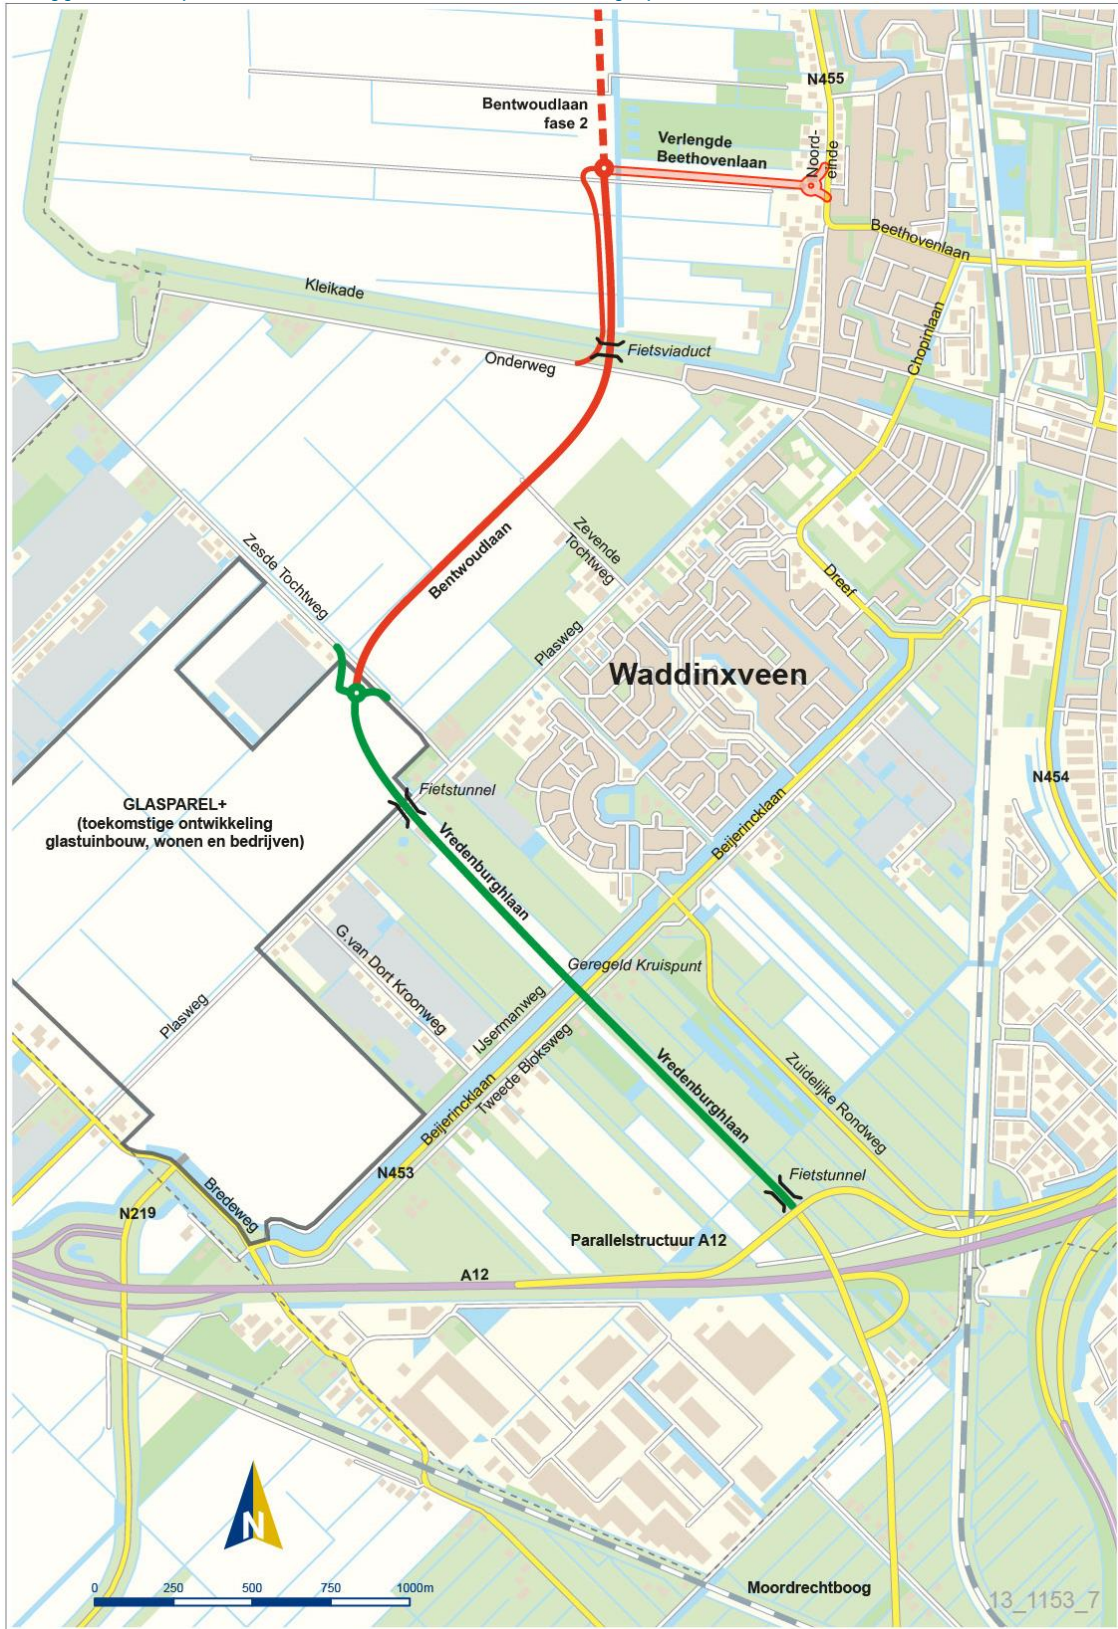 N455
Bentwoudlaan
fase 2
Verlengde
Beethovenlaan
Noord-
einde
Beethovenlaan
Kleikade
Chopinlaan
Fietsviaduct
Onderweg
Zevende
Tochtweg
Zesde Tochtweg
Bentwoudlaan
Dreef
Plasweg
Waddinxveen
N454
Fietstunnel
GLASPAREL+
(toekomstige ontwikkeling
glastuinbouw, wonen en bedrijven)
Beijerincklaan
Vredenburghlaan
G.van Dort Kroonweg
Geregeld Kruispunt
Plasweg
IJsermanweg
Tweede Bloksweg
Vredenburghlaan
Zuidelijke Rondweg
Beijerincklaan
N453
Fietstunnel
Bredeweg
N219
Parallelstructuur A12
A12
N
0 250 500 750 1000m
Moordrechtboog
13_1153_7